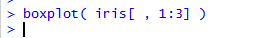 > boxplot( iris[ , 1:3] )
>